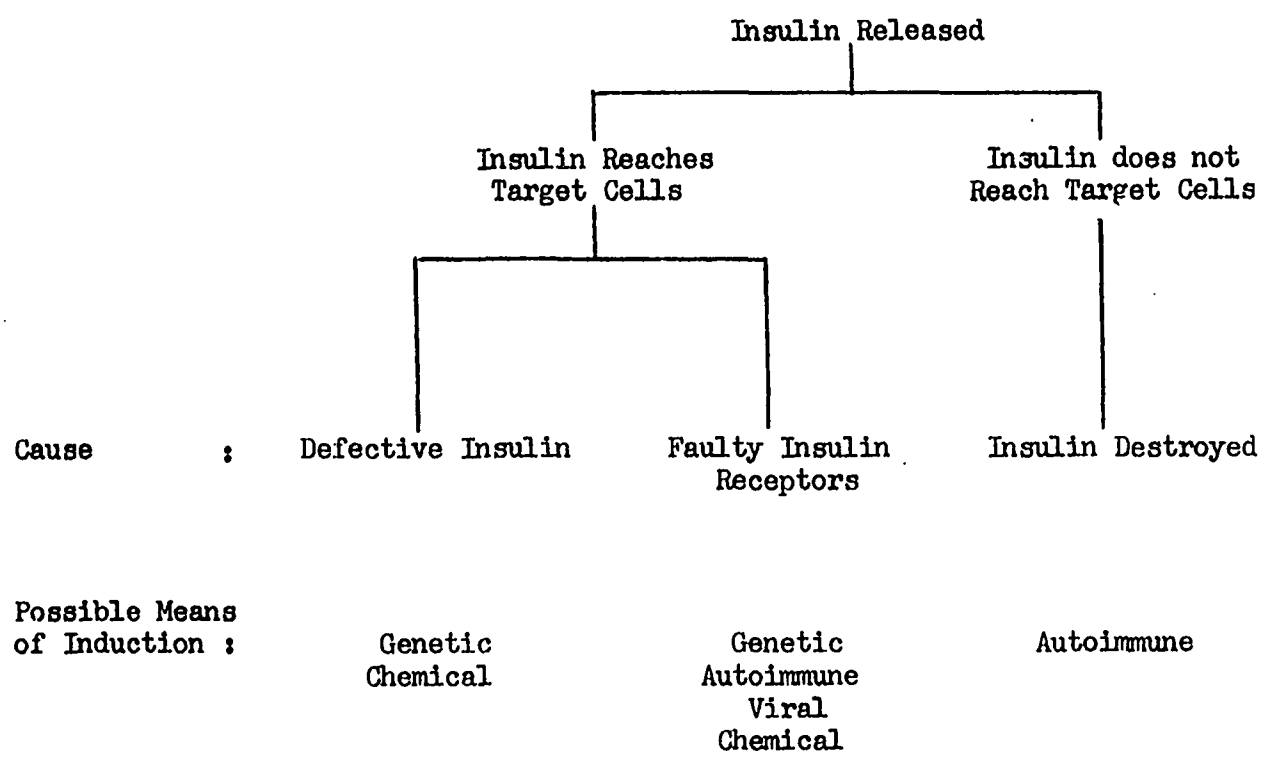 Insulin Released
Insulin Reaches Insulin does not
Target Cells Reach Target Cells
Cause : Defective Insulin Faulty Insulin Insulin Destroyed
Receptors
Possible Means
of Induction : Genetic Genetic Autoimmune
Chemical Autoimmune
Viral
Chemical